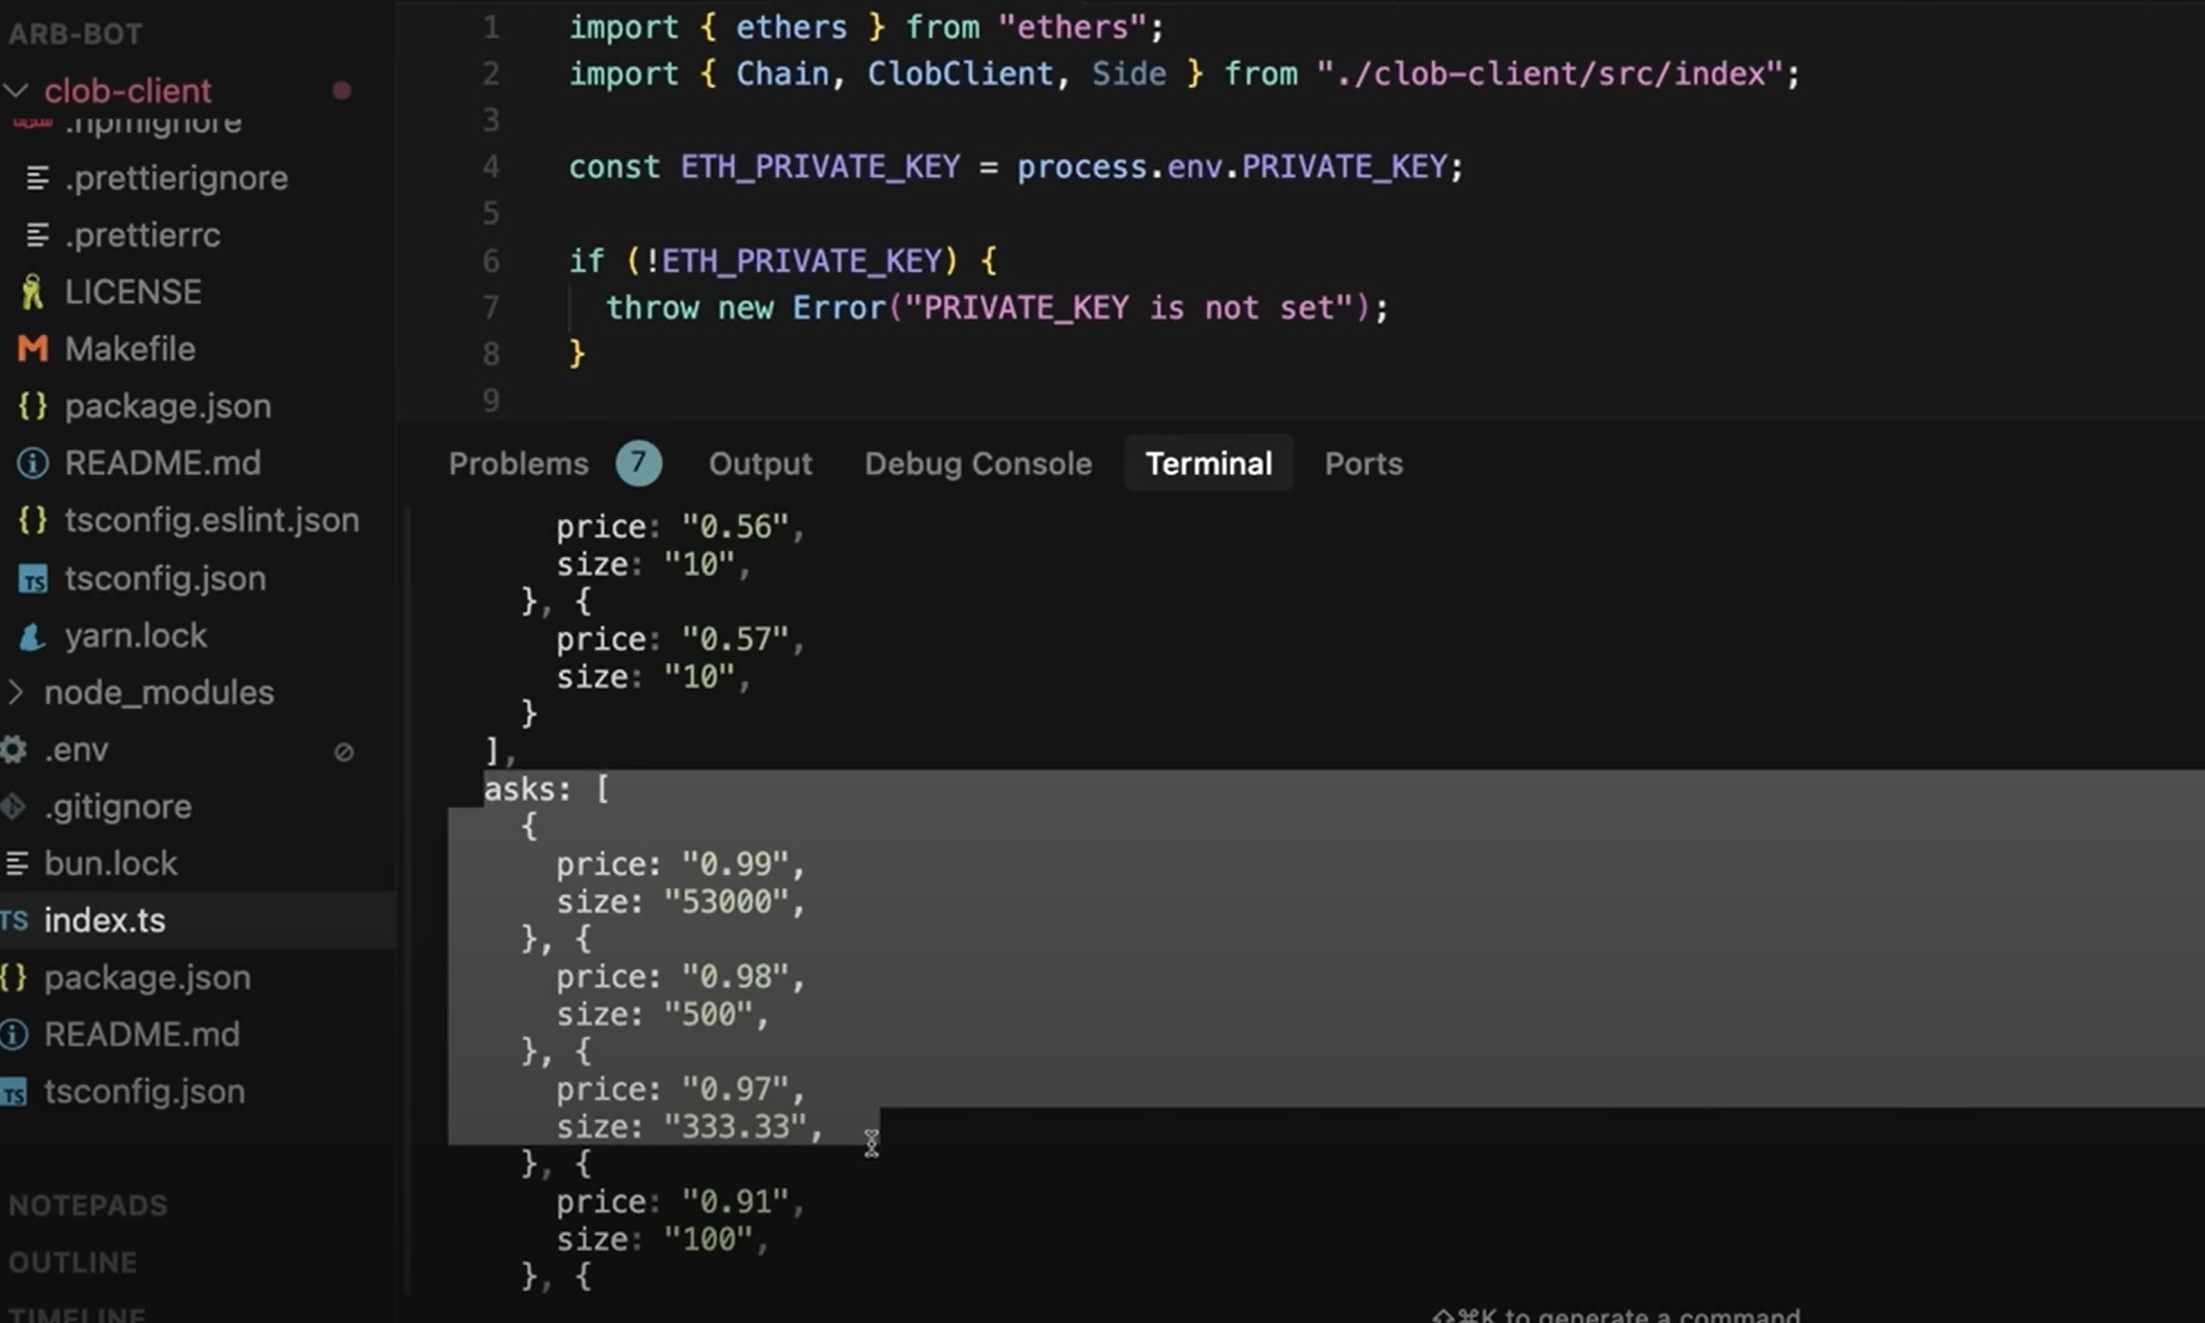 ARB-BOT
clob-client
.npmignore
.prettierignore
.prettierrc
LICENSE
Makefile
package.json
README.md
tsconfig.eslint.json
tsconfig.json
yarn.lock
node_modules
.env
.gitignore
bun.lock
index.ts
package.json
README.md
tsconfig.json
NOTEPADS
OUTLINE
TIMELINE
1 import { ethers } from "ethers";
2 import { Chain, ClobClient, Side } from "./clob-client/src/index";
3
4 const ETH_PRIVATE_KEY = process.env.PRIVATE_KEY;
5
6 if (!ETH_PRIVATE_KEY) {
7 throw new Error("PRIVATE_KEY is not set");
8 }
9
Problems 7 Output Debug Console Terminal Ports
price: "0.56",
size: "10",
}, {
price: "0.57",
size: "10",
}
],
asks: [
{
price: "0.99",
size: "53000",
}, {
price: "0.98",
size: "500",
}, {
price: "0.97",
size: "333.33",
}, {
price: "0.91",
size: "100",
}, {
⇧⌘K to generate a command